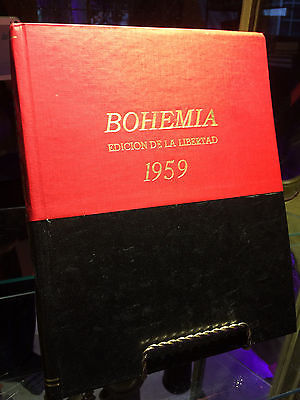 BOHEMIA
EDICION DE LA LIBERTAD
1959